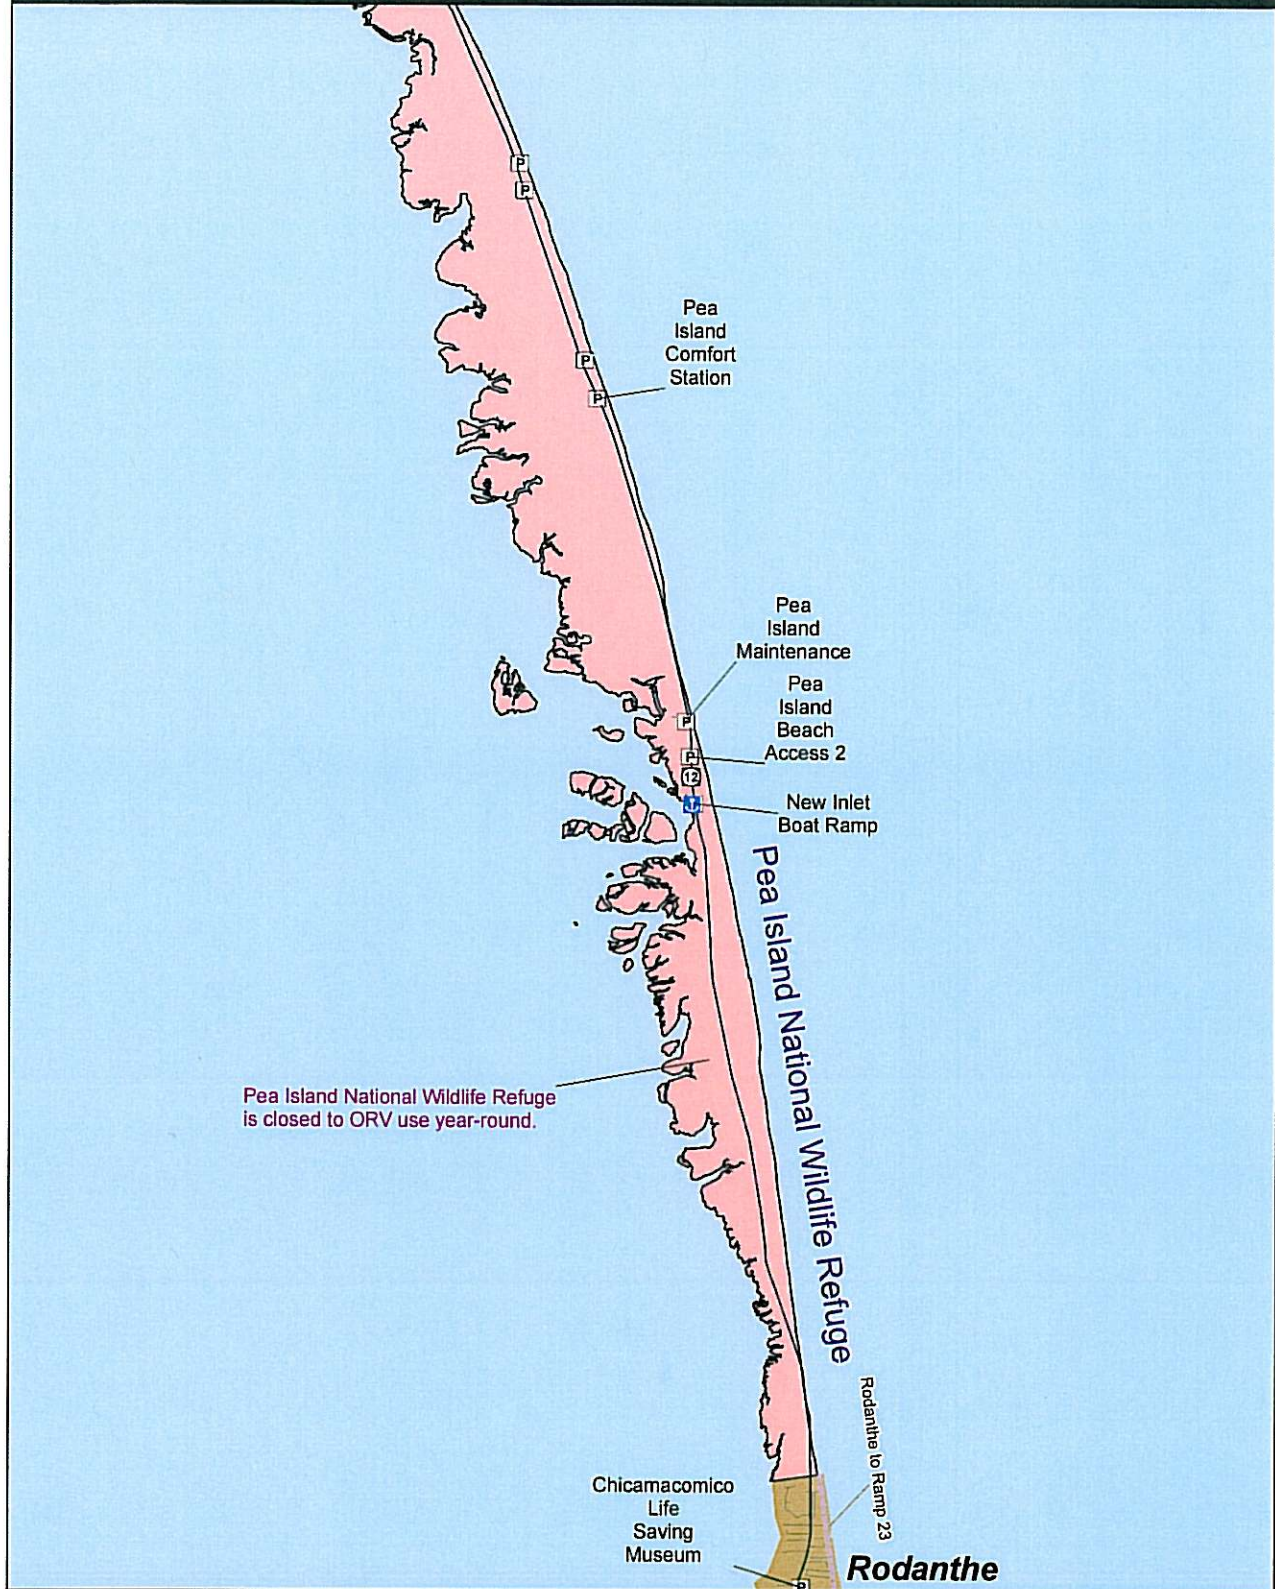 P
P
Pea
Island
Comfort
Station
P
P
Pea
Island
Maintenance
Pea
Island
Beach
Access 2
P
P
12
New Inlet
Boat Ramp
Pea Island National Wildlife Refuge
Pea Island National Wildlife Refuge
is closed to ORV use year-round.
Rodanthe to Ramp 23
Chicamacomico
Life
Saving
Museum
Rodanthe
P